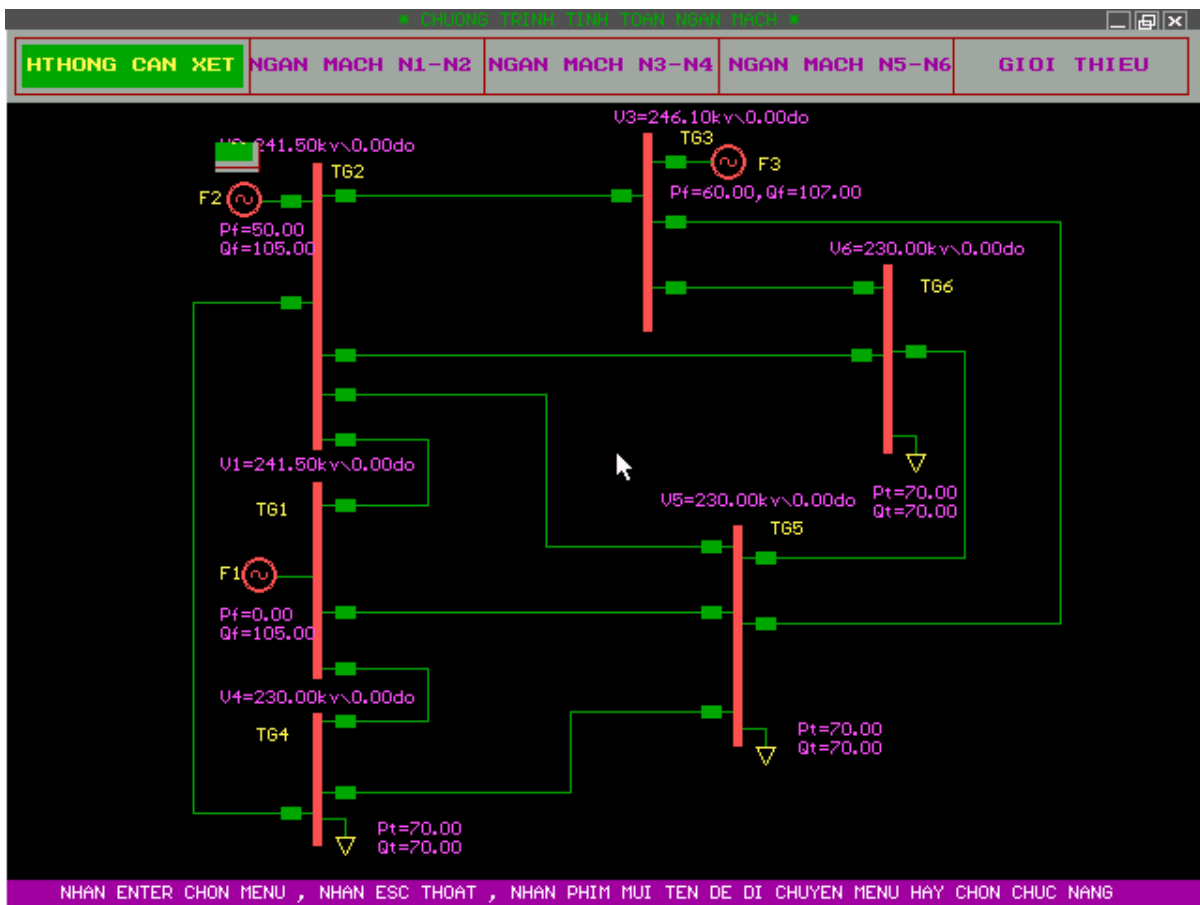 * CHUONG TRINH TINH TOAN NGAN MACH *
HTHONG CAN XET
NGAN MACH N1-N2
NGAN MACH N3-N4
NGAN MACH N5-N6
GIOI THIEU
V3=246.10kv\0.00do
TG3
F3
Pf=60.00,Qf=107.00
241.50kv\0.00do
TG2
F2
Pf=50.00
Qf=105.00
V6=230.00kv\0.00do
TG6
V1=241.50kv\0.00do
TG1
F1
Pf=0.00
Qf=105.00
V5=230.00kv\0.00do
TG5
Pt=70.00
Qt=70.00
V4=230.00kv\0.00do
TG4
Pt=70.00
Qt=70.00
Pt=70.00
Qt=70.00
NHAN ENTER CHON MENU , NHAN ESC THOAT , NHAN PHIM MUI TEN DE DI CHUYEN MENU HAY CHON CHUC NANG